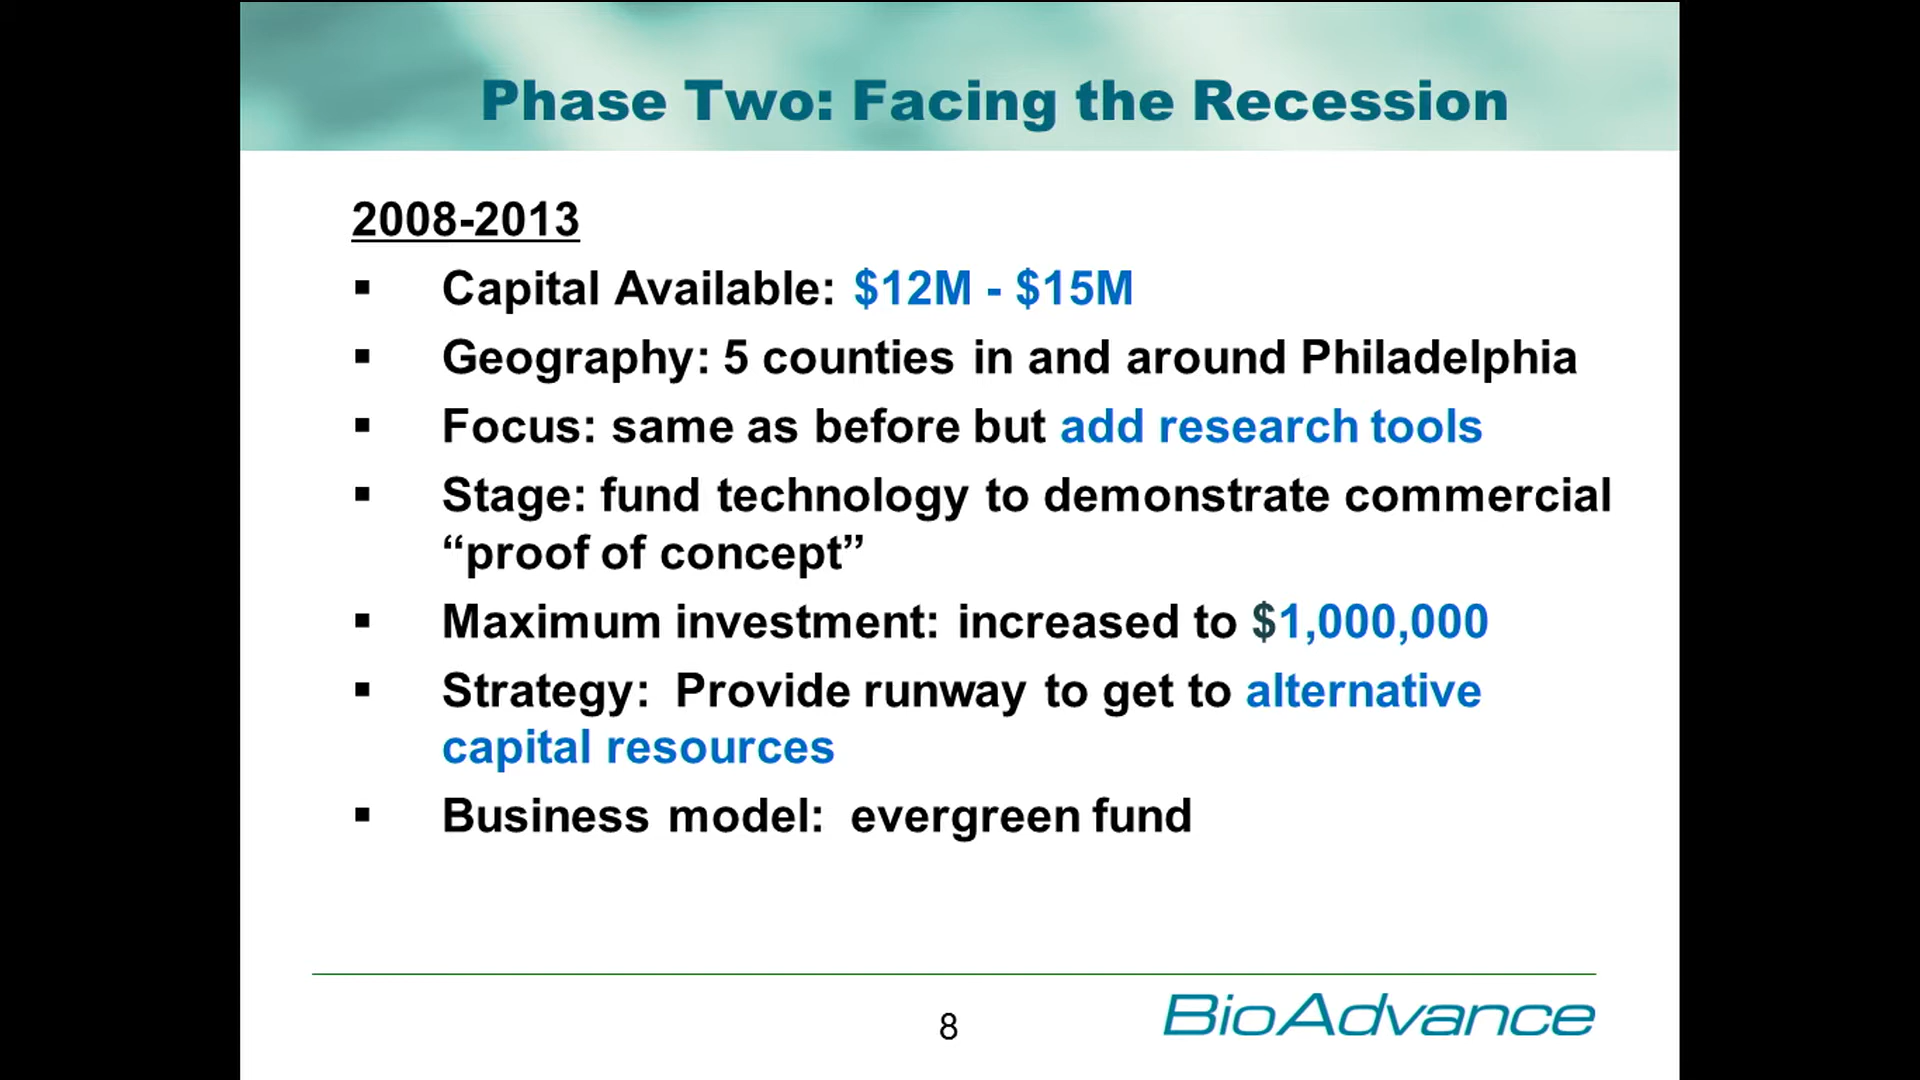 Phase Two: Facing the Recession
2008-2013
▪ Capital Available: $12M - $15M
▪ Geography: 5 counties in and around Philadelphia
▪ Focus: same as before but add research tools
▪ Stage: fund technology to demonstrate commercial
“proof of concept”
▪ Maximum investment: increased to $1,000,000
▪ Strategy: Provide runway to get to alternative
capital resources
▪ Business model: evergreen fund
8
BioAdvance